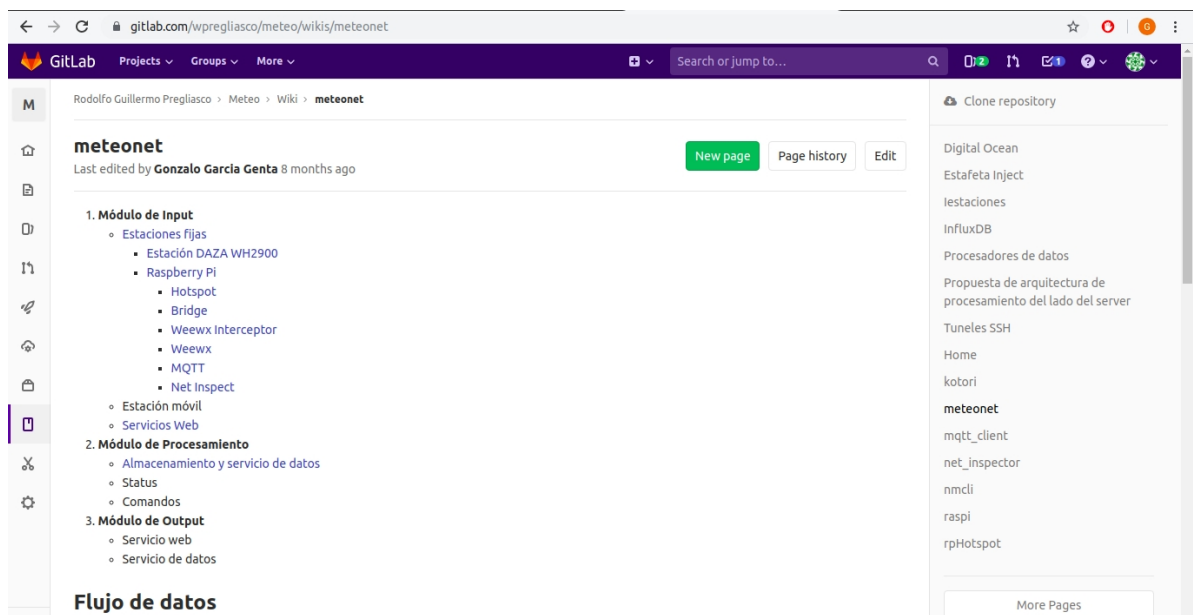 gitlab.com/wpregliasco/meteo/wikis/meteonet
G
GitLab Projects Groups More Search or jump to... 2 1
M
Rodolfo Guillermo Pregliasco > Meteo > Wiki > meteonet
meteonet
Last edited by Gonzalo Garcia Genta 8 months ago
New page Page history Edit
1. Módulo de Input
Estaciones fijas
Estación DAZA WH2900
Raspberry Pi
Hotspot
Bridge
Weewx Interceptor
Weewx
MQTT
Net Inspect
Estación móvil
Servicios Web
2. Módulo de Procesamiento
Almacenamiento y servicio de datos
Status
Comandos
3. Módulo de Output
Servicio web
Servicio de datos
Flujo de datos
Clone repository
Digital Ocean
Estafeta Inject
Iestaciones
InfluxDB
Procesadores de datos
Propuesta de arquitectura de
procesamiento del lado del server
Tuneles SSH
Home
kotori
meteonet
mqtt_client
net_inspector
nmcli
raspi
rpHotspot
More Pages